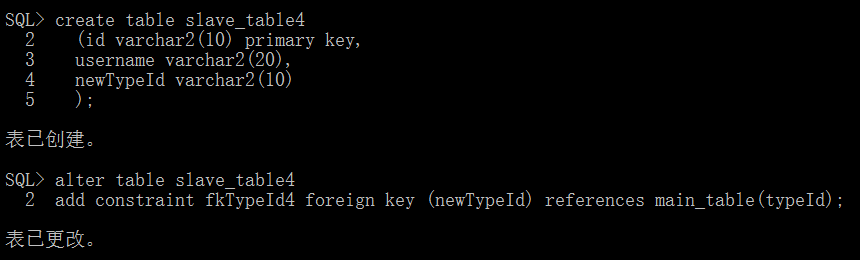 SQL> create table slave_table4
  2    (id varchar2(10) primary key,
  3    username varchar2(20),
  4    newTypeId varchar2(10)
  5    );
表已创建。
SQL> alter table slave_table4
  2  add constraint fkTypeId4 foreign key (newTypeId) references main_table(typeId);
表已更改。